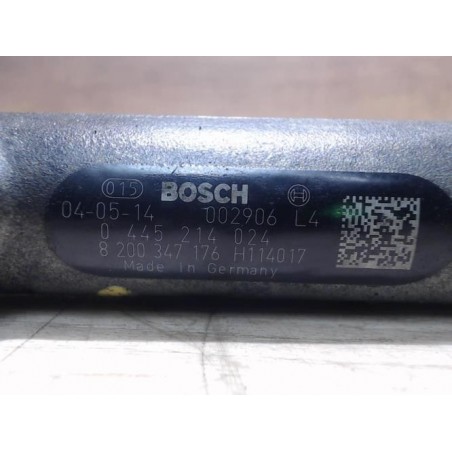 015 BOSCH
04-05-14 002906 L4
0 445 214 024
8 200 347 176 H114017
Made in Germany